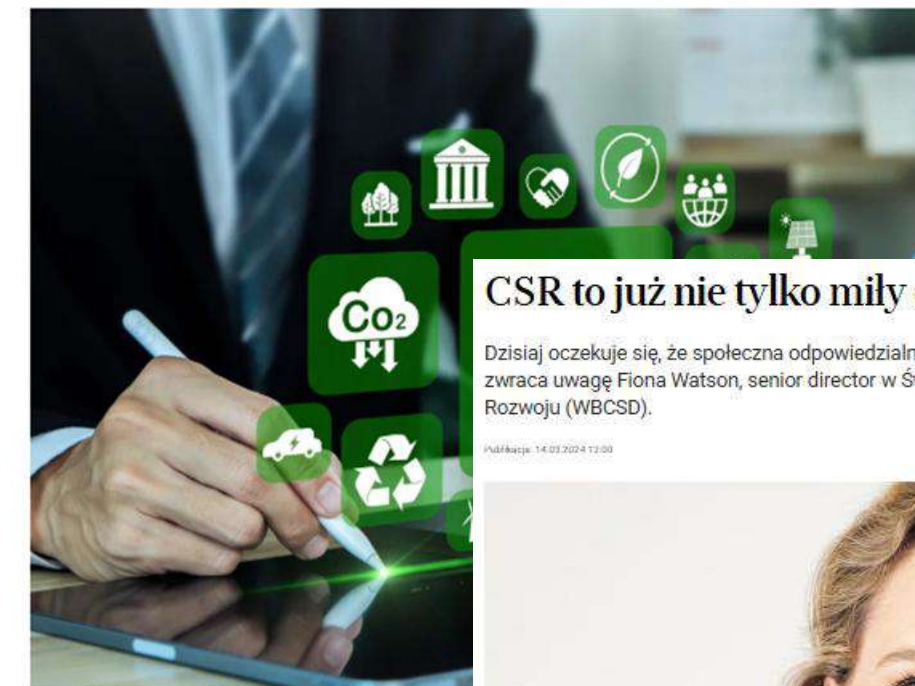 Co2
CSR to już nie tylko miły
Dzisiaj oczekuje się, że społeczna odpowiedzialn
zwraca uwagę Fiona Watson, senior director w Ś
Rozwoju (WBCSD).
Publikacja: 14.03.2024 12:00